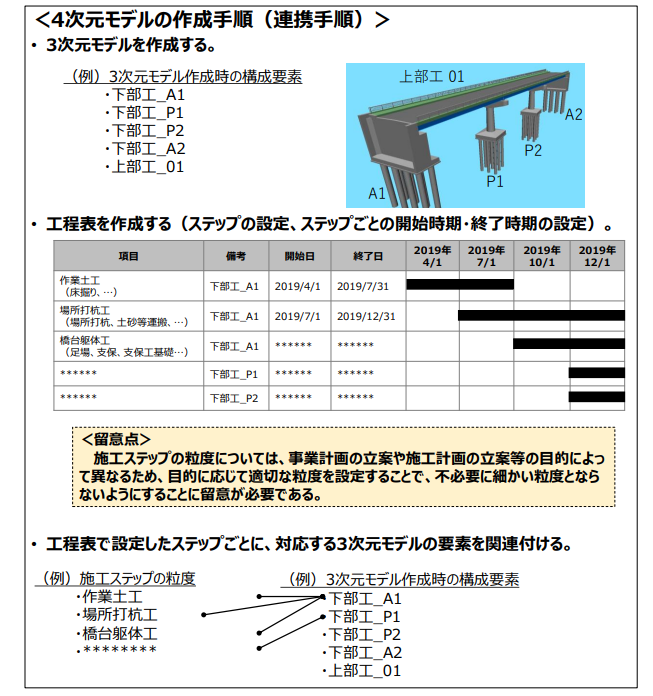 ＜4次元モデルの作成手順（連携手順）＞
・ 3次元モデルを作成する。
（例）3次元モデル作成時の構成要素
・下部工_A1
・下部工_P1
・下部工_P2
・下部工_A2
・上部工_01
上部工 01
A2
P2
P1
A1
・ 工程表を作成する（ステップの設定、ステップごとの開始時期・終了時期の設定）。
項目 備考 開始日 終了日 2019年 4/1 2019年 7/1 2019年 10/1 2019年 12/1
作業土工
（床掘り、…） 下部工_A1 2019/4/1 2019/7/31
場所打杭工
（場所打杭、土砂等運搬、…） 下部工_A1 2019/7/1 2019/12/31
橋台躯体工
（足場、支保、支保工基礎…） 下部工_A1 ****** ******
****** 下部工_P1 ****** ******
****** 下部工_P2 ****** ******
＜留意点＞
施工ステップの粒度については、事業計画の立案や施工計画の立案等の目的によっ
て異なるため、目的に応じて適切な粒度を設定することで、不必要に細かい粒度となら
ないようにすることに留意が必要である。
・ 工程表で設定したステップごとに、対応する3次元モデルの要素を関連付ける。
（例）施工ステップの粒度
・作業土工
・場所打杭工
・橋台躯体工
・********
（例）3次元モデル作成時の構成要素
・下部工_A1
・下部工_P1
・下部工_P2
・下部工_A2
・上部工_01